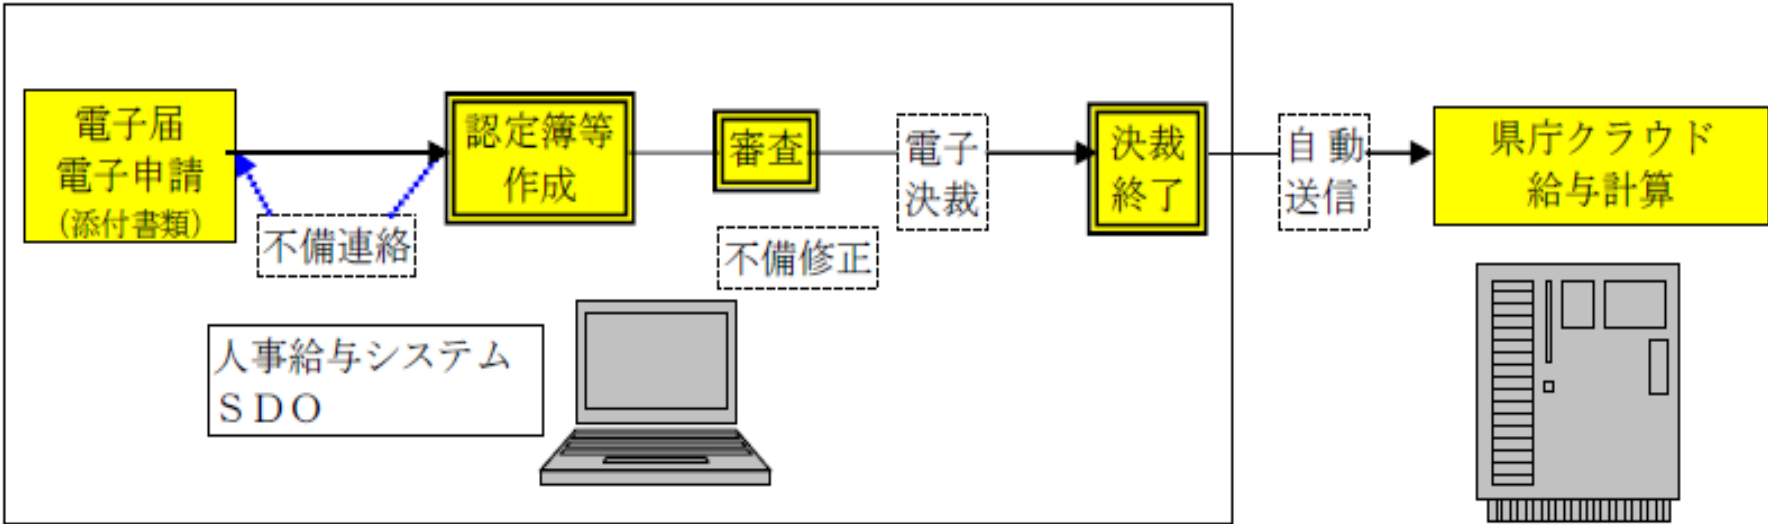 電子届
電子申請
(添付書類)
不備連絡
認定簿等
作成
審査
不備修正
電子
決裁
決裁
終了
自動
送信
県庁クラウド
給与計算
人事給与システム
ＳＤＯ